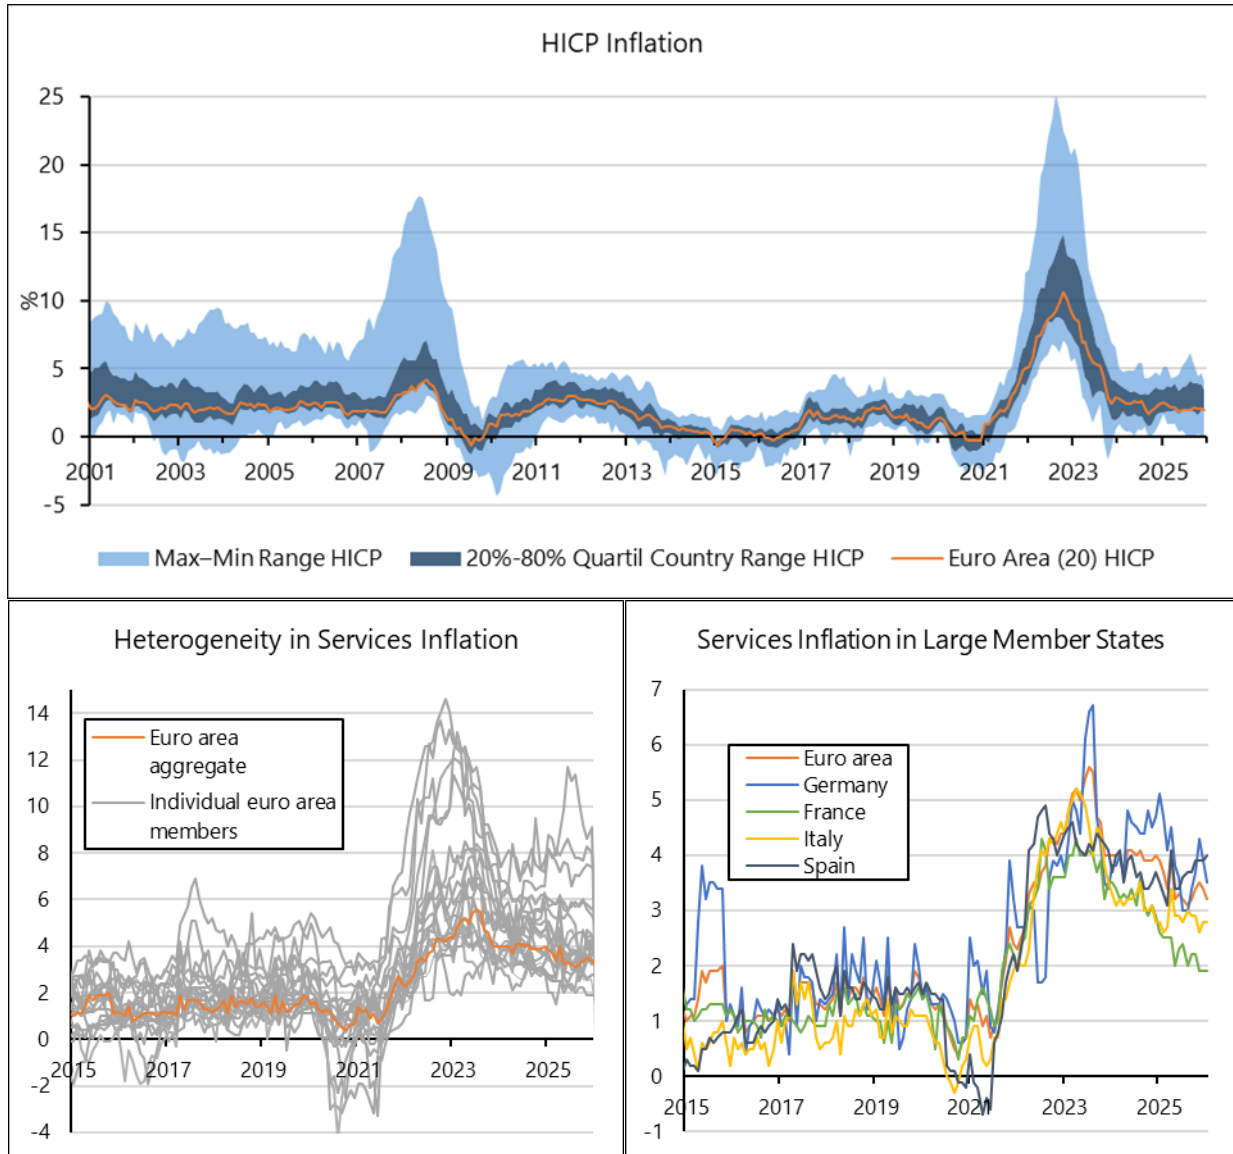 HICP Inflation
25
20
15
10
5
0
-5
%
2001 2003 2005 2007 2009 2011 2013 2015 2017 2019 2021 2023 2025
Max–Min Range HICP 20%-80% Quartil Country Range HICP Euro Area (20) HICP
Heterogeneity in Services Inflation
14
12
10
8
6
4
2
0
-2
-4
Euro area
aggregate
Individual euro area
members
2015 2017 2019 2021 2023 2025
Services Inflation in Large Member States
7
6
5
4
3
2
1
0
-1
Euro area
Germany
France
Italy
Spain
2015 2017 2019 2021 2023 2025